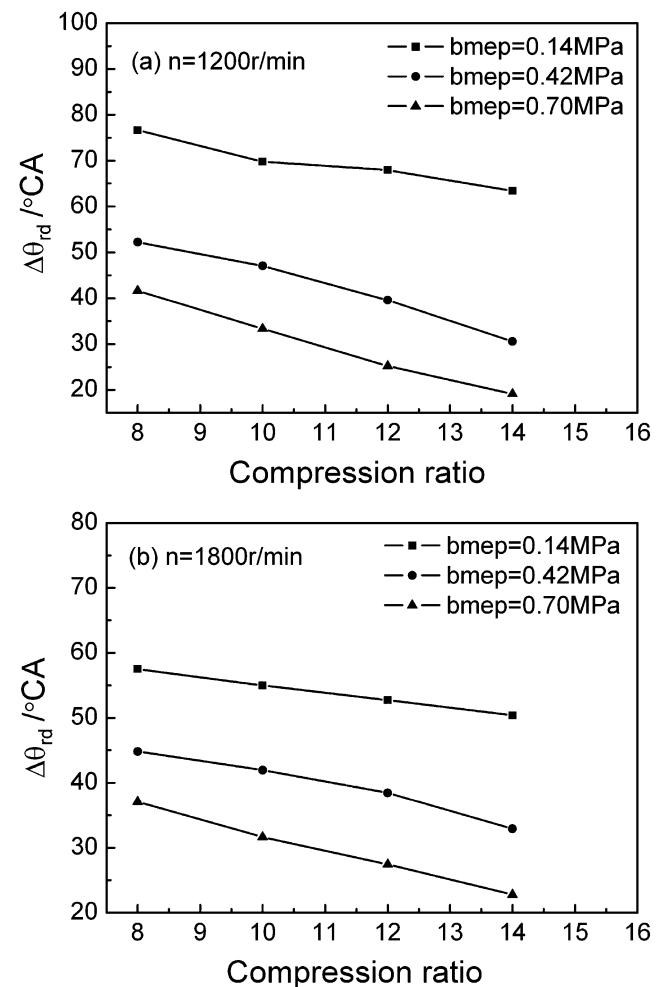 100
90
80
70
60
50
40
30
20
Δθrd /°CA
(a) n=1200r/min
bmep=0.14MPa
bmep=0.42MPa
bmep=0.70MPa
8 9 10 11 12 13 14 15 16
Compression ratio
80
70
60
50
40
30
20
Δθrd /°CA
(b) n=1800r/min
bmep=0.14MPa
bmep=0.42MPa
bmep=0.70MPa
8 9 10 11 12 13 14 15 16
Compression ratio